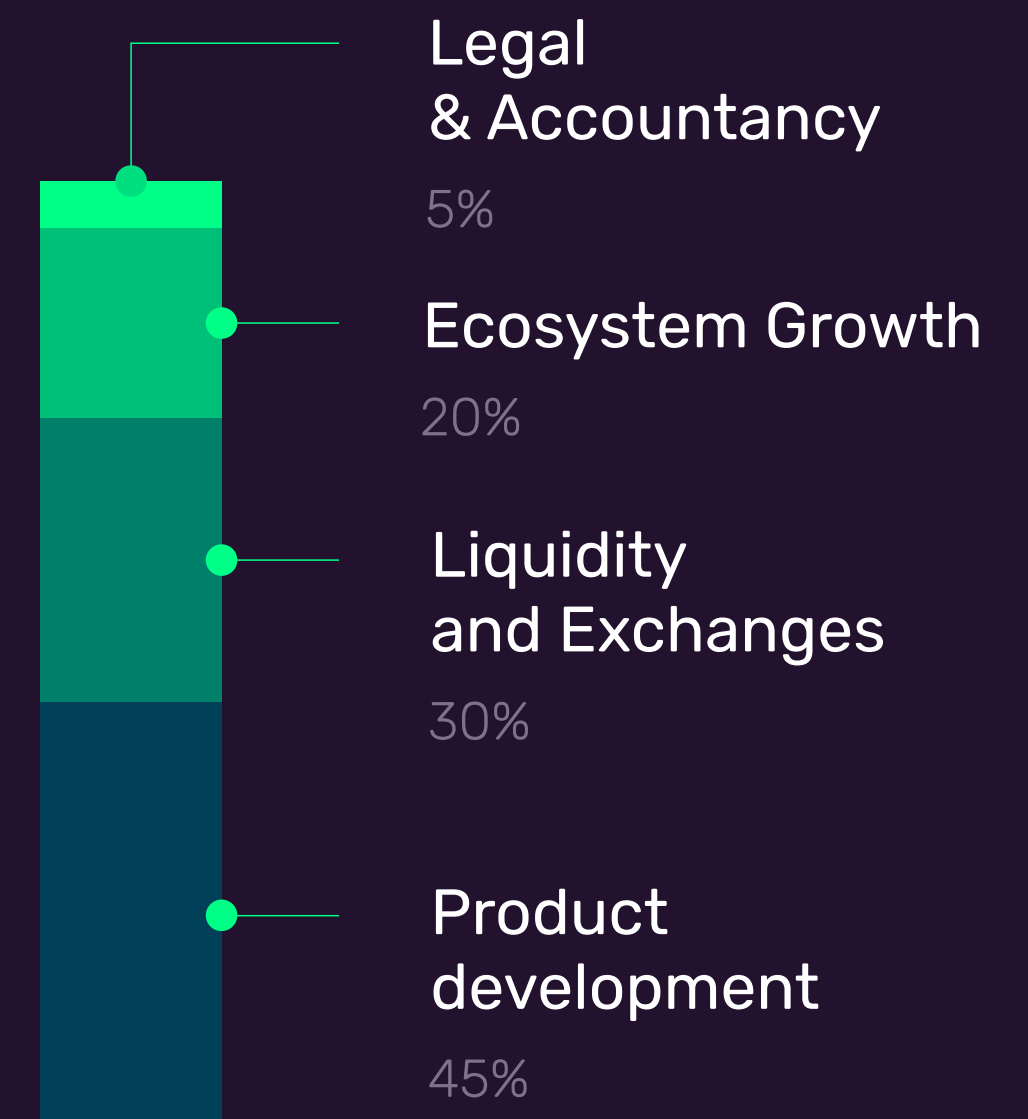 Legal
& Accountancy
5%
Ecosystem Growth
20%
Liquidity
and Exchanges
30%
Product
development
45%